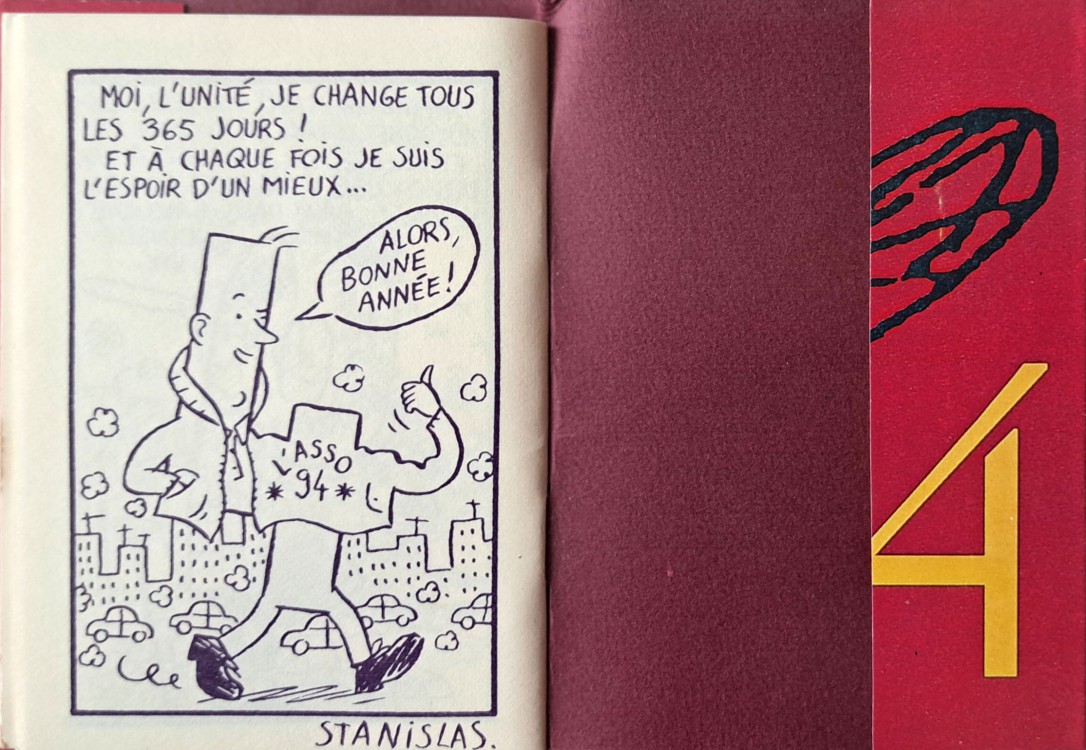 MOI, L'UNITÉ, JE CHANGE TOUS
LES 365 JOURS !
ET À CHAQUE FOIS JE SUIS
L'ESPOIR D'UN MIEUX...
ALORS,
BONNE
ANNÉE !
ASSO
* 94 *
STANISLAS.
4